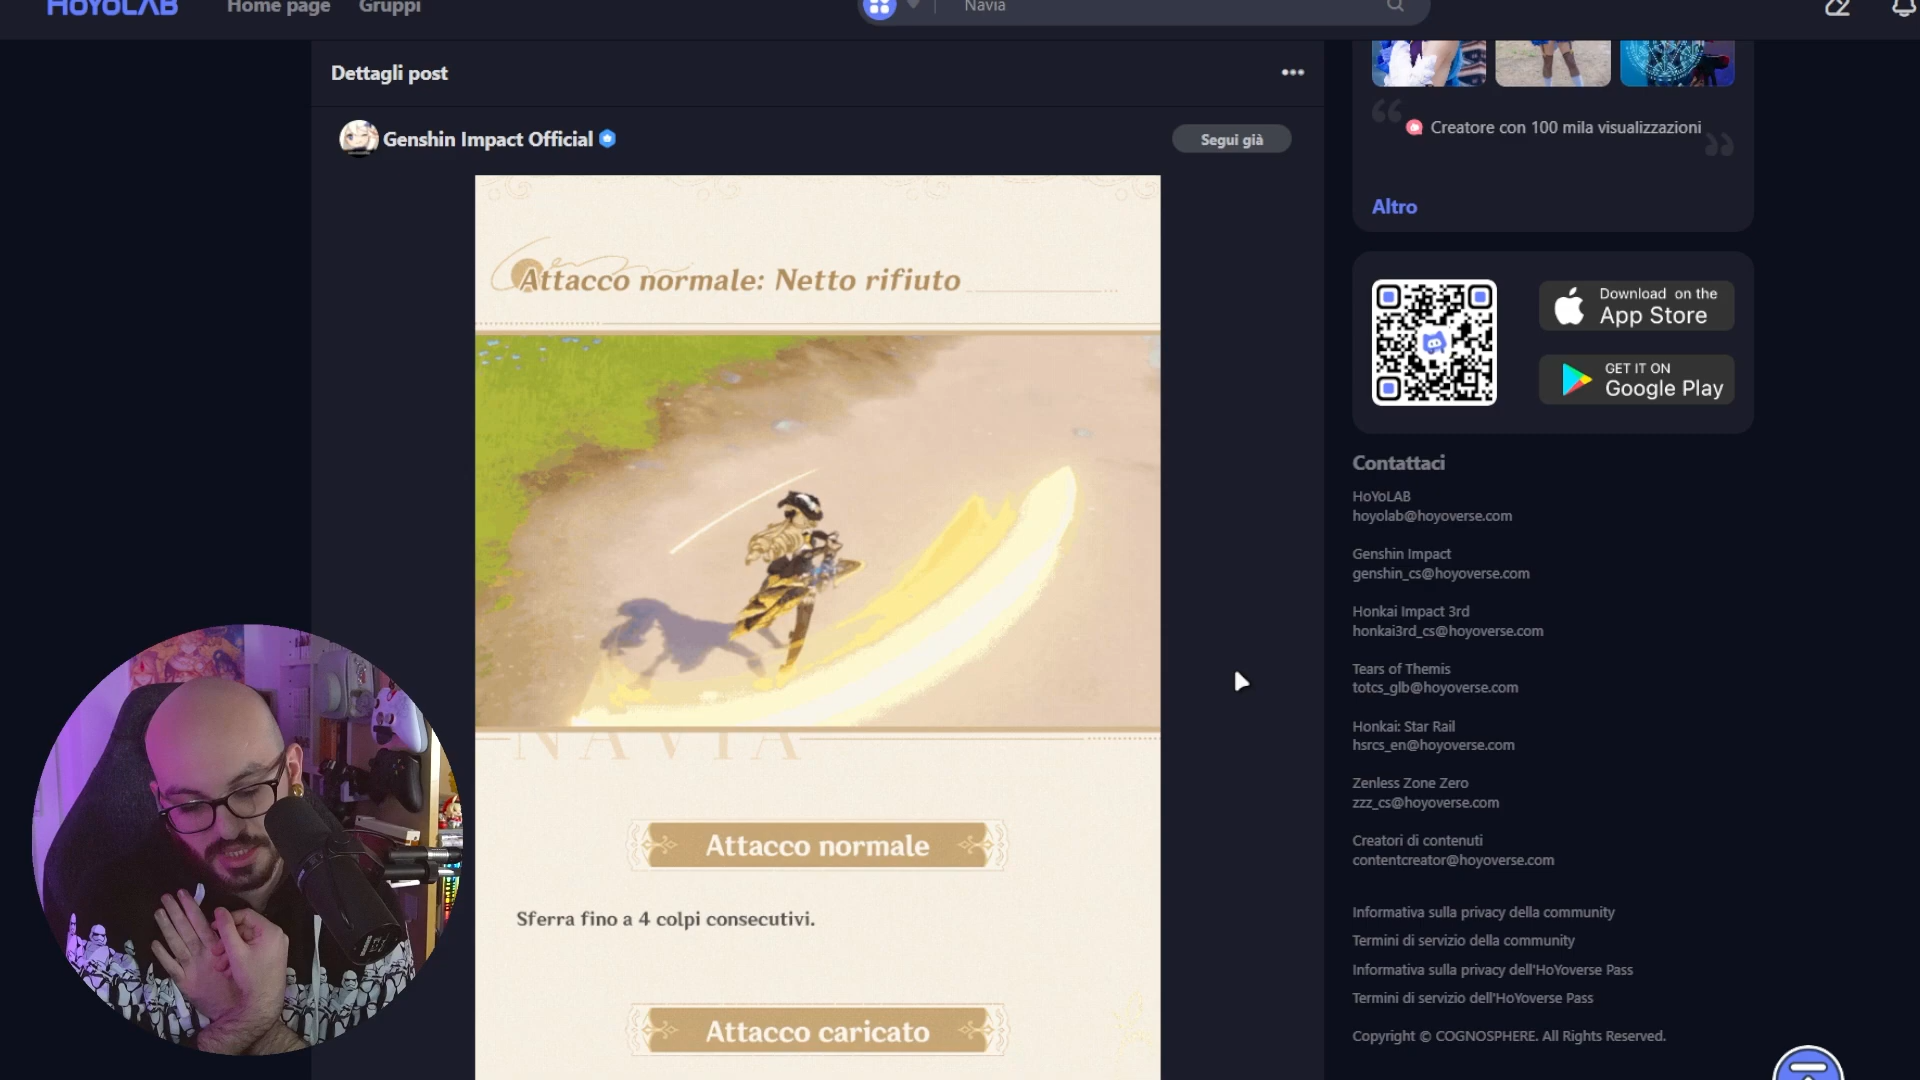 HOYOLAB
Home page
Gruppi
Navia
Dettagli post
Genshin Impact Official
Segui già
Attacco normale: Netto rifiuto
NAVIA
Attacco normale
Sferra fino a 4 colpi consecutivi.
Attacco caricato
Creatore con 100 mila visualizzazioni
Altro
Download on the
App Store
GET IT ON
Google Play
Contattaci
HoYoLAB
hoyolab@hoyoverse.com
Genshin Impact
genshin_cs@hoyoverse.com
Honkai Impact 3rd
honkai3rd_cs@hoyoverse.com
Tears of Themis
totcs_glb@hoyoverse.com
Honkai: Star Rail
hsrcs_en@hoyoverse.com
Zenless Zone Zero
zzz_cs@hoyoverse.com
Creatori di contenuti
contentcreator@hoyoverse.com
Informativa sulla privacy della community
Termini di servizio della community
Informativa sulla privacy dell'HoYoverse Pass
Termini di servizio dell'HoYoverse Pass
Copyright © COGNOSPHERE. All Rights Reserved.